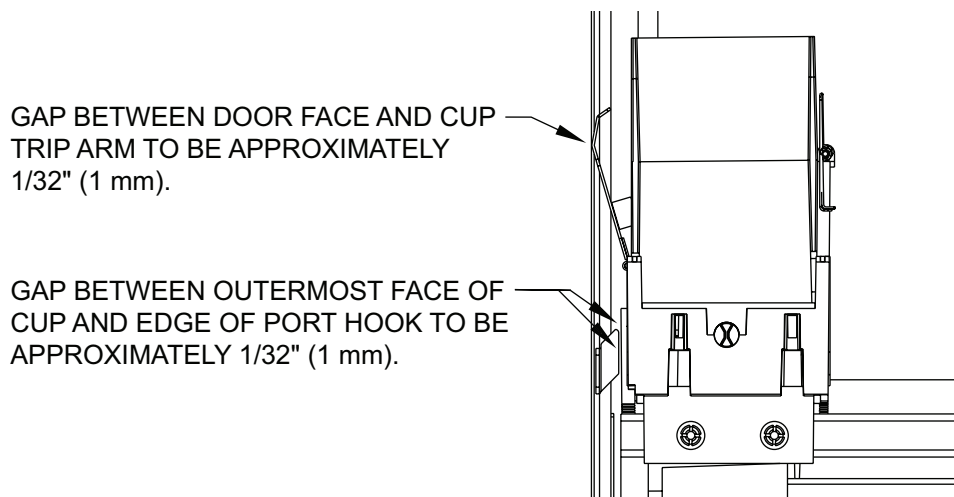 GAP BETWEEN DOOR FACE AND CUP
TRIP ARM TO BE APPROXIMATELY
1/32" (1 mm).
GAP BETWEEN OUTERMOST FACE OF
CUP AND EDGE OF PORT HOOK TO BE
APPROXIMATELY 1/32" (1 mm).